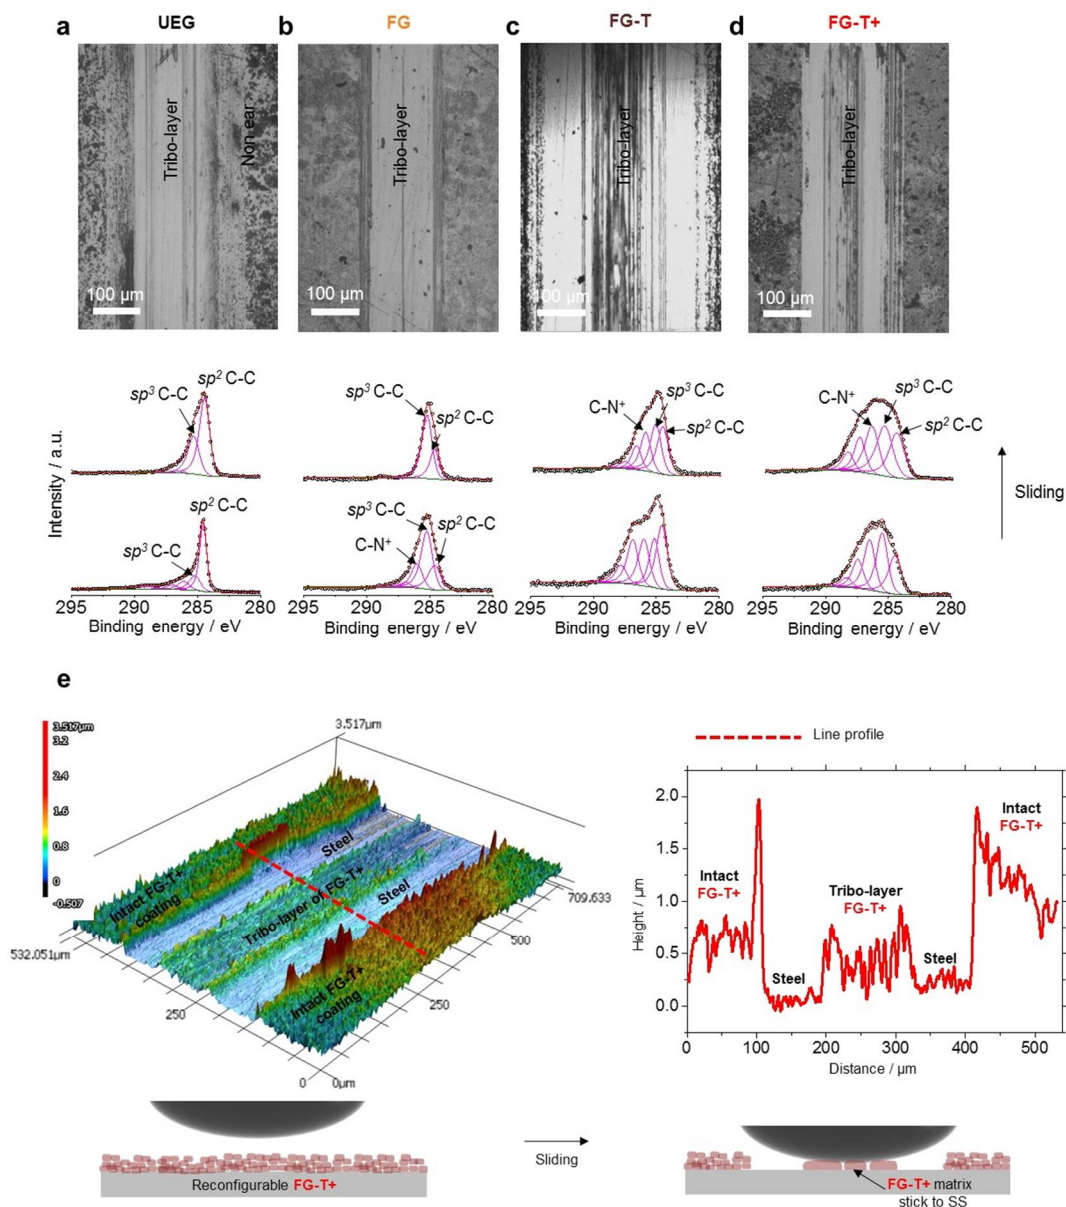 a UEG b FG c FG-T d FG-T+
Tribo-layer
Non ear
Tribo-layer
Tribo-layer
Tribo-layer
100 µm 100 µm 100 µm 100 µm
sp² C-C
sp³ C-C
sp³ C-C
sp² C-C
C-N⁺
sp³ C-C
sp² C-C
C-N⁺
sp³ C-C
sp² C-C
Intensity / a.u.
Sliding
sp² C-C
sp³ C-C
sp³ C-C
sp² C-C
C-N⁺
295 290 285 280 295 290 285 280 295 290 285 280 295 290 285 280
Binding energy / eV Binding energy / eV Binding energy / eV Binding energy / eV
e
3.517µm
3.2
2.4
1.6
0.8
0
-0.507
3.517µm
Steel
Intact FG-T+
coating
Tribo-layer of FG-T+
Steel
Intact FG-T+
coating
532.051µm
250
0
0µm
250
500
709.633
Line profile
Height / µm
2.0
1.5
1.0
0.5
0.0
Intact
FG-T+
Steel
Tribo-layer
FG-T+
Steel
Intact
FG-T+
0 100 200 300 400 500
Distance / µm
Reconfigurable FG-T+
Sliding
FG-T+ matrix
stick to SS